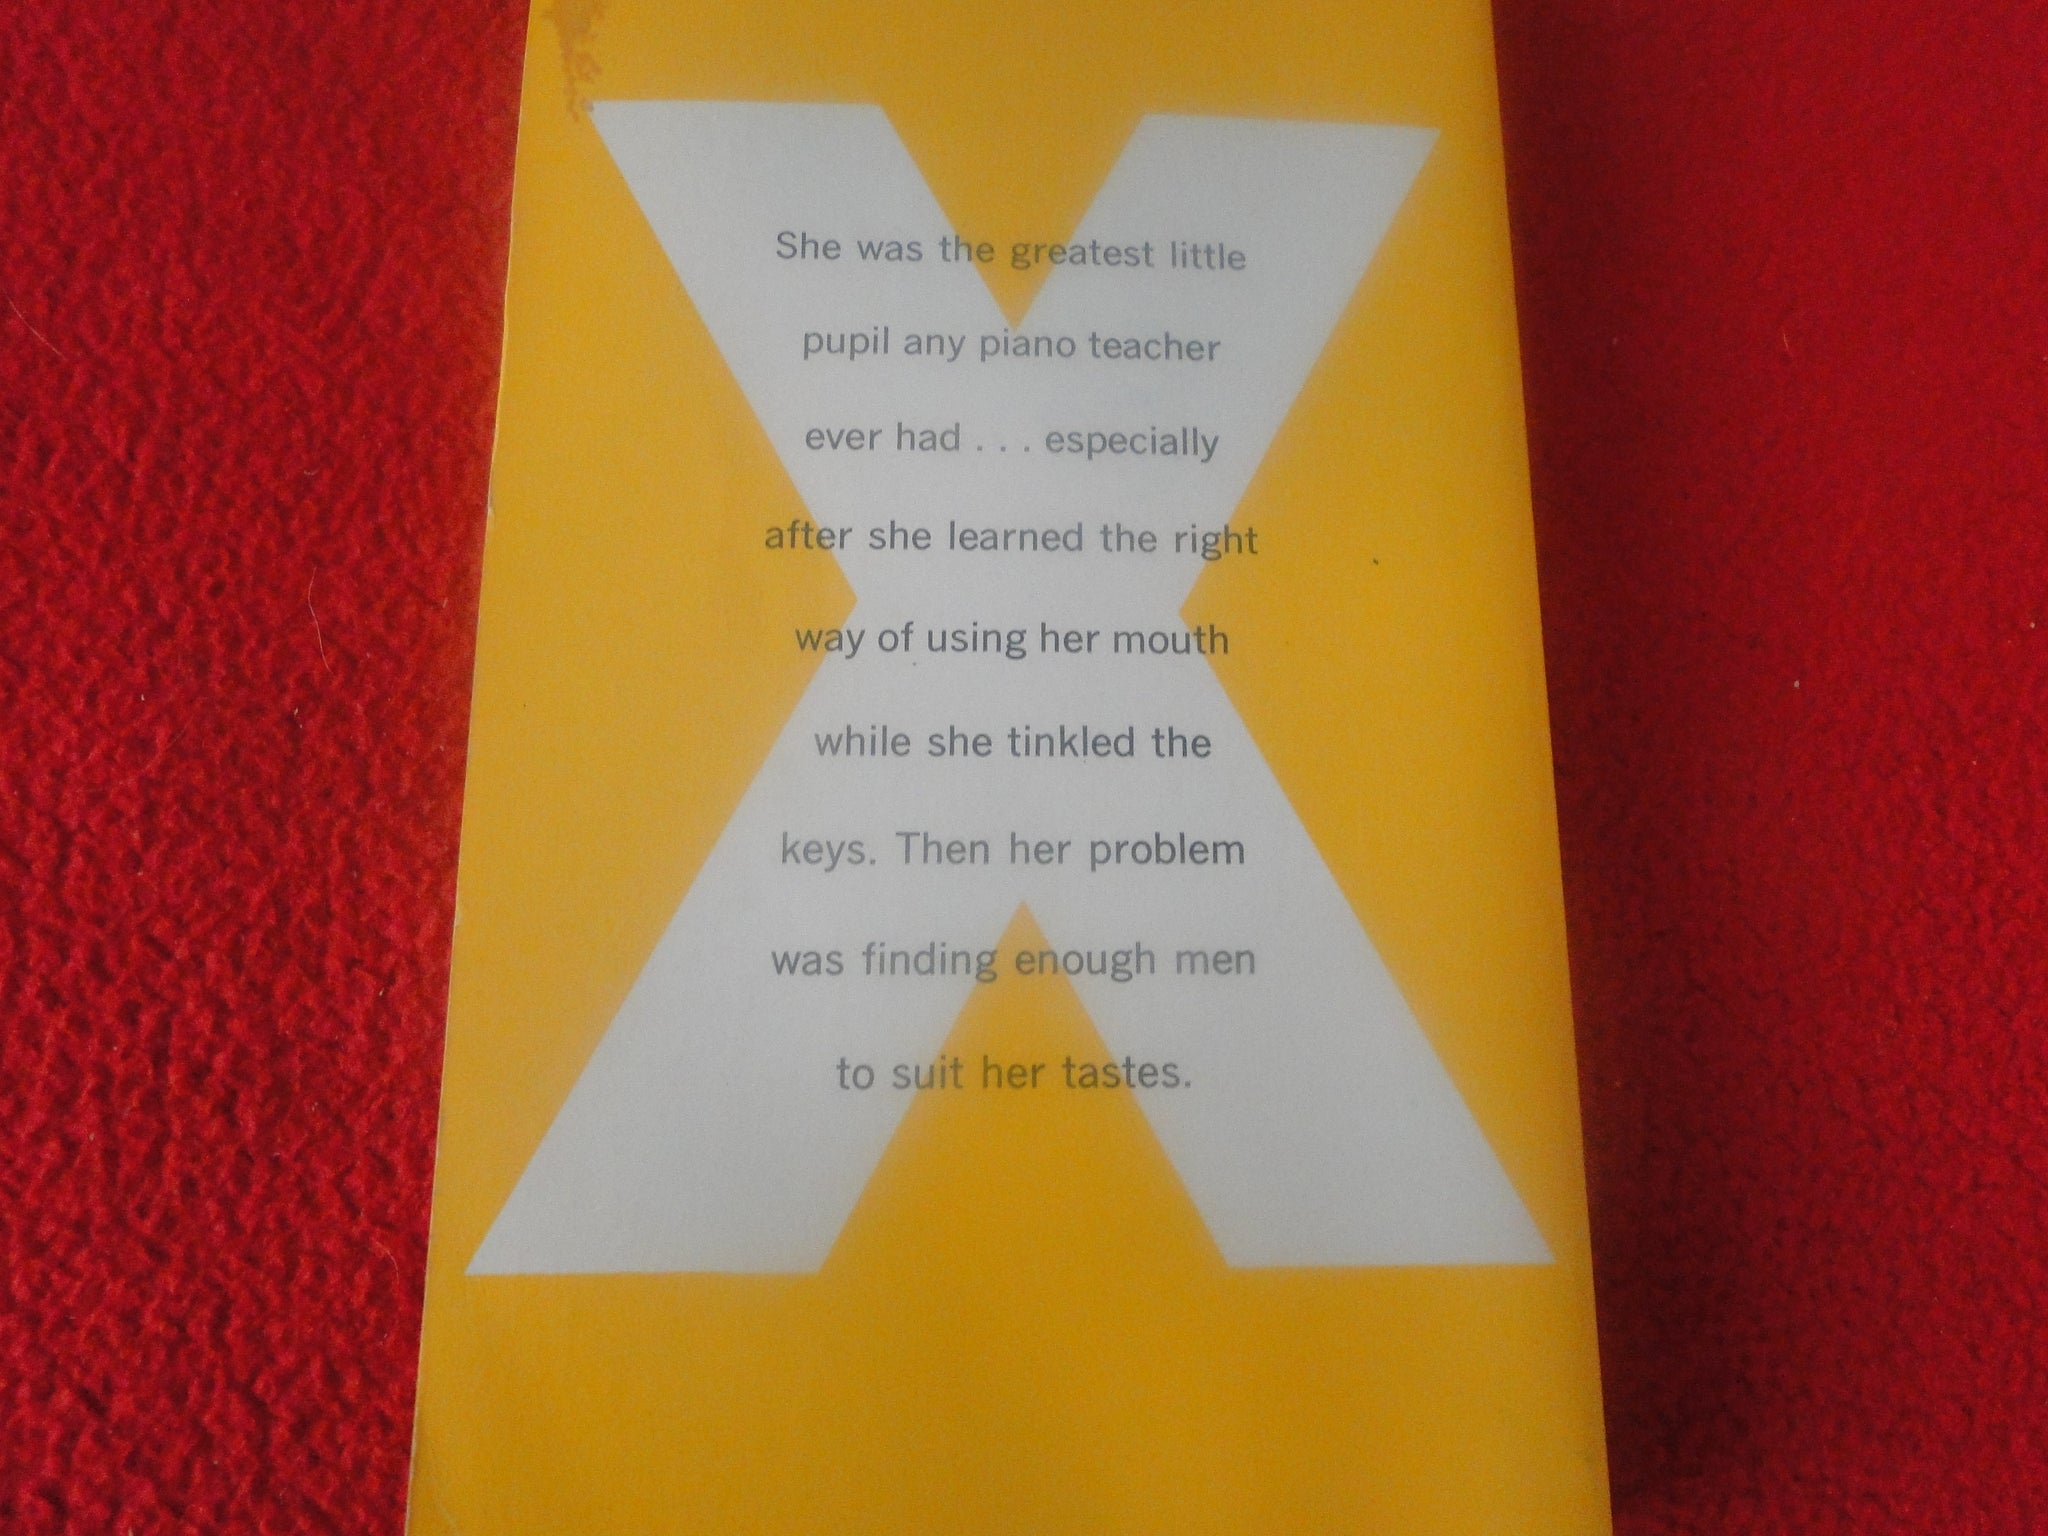 She was the greatest little
pupil any piano teacher
ever had . . . especially
after she learned the right
way of using her mouth
while she tinkled the
keys. Then her problem
was finding enough men
to suit her tastes.